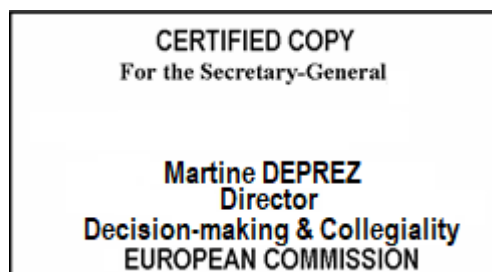 CERTIFIED COPY
For the Secretary-General
Martine DEPREZ
Director
Decision-making & Collegiality
EUROPEAN COMMISSION